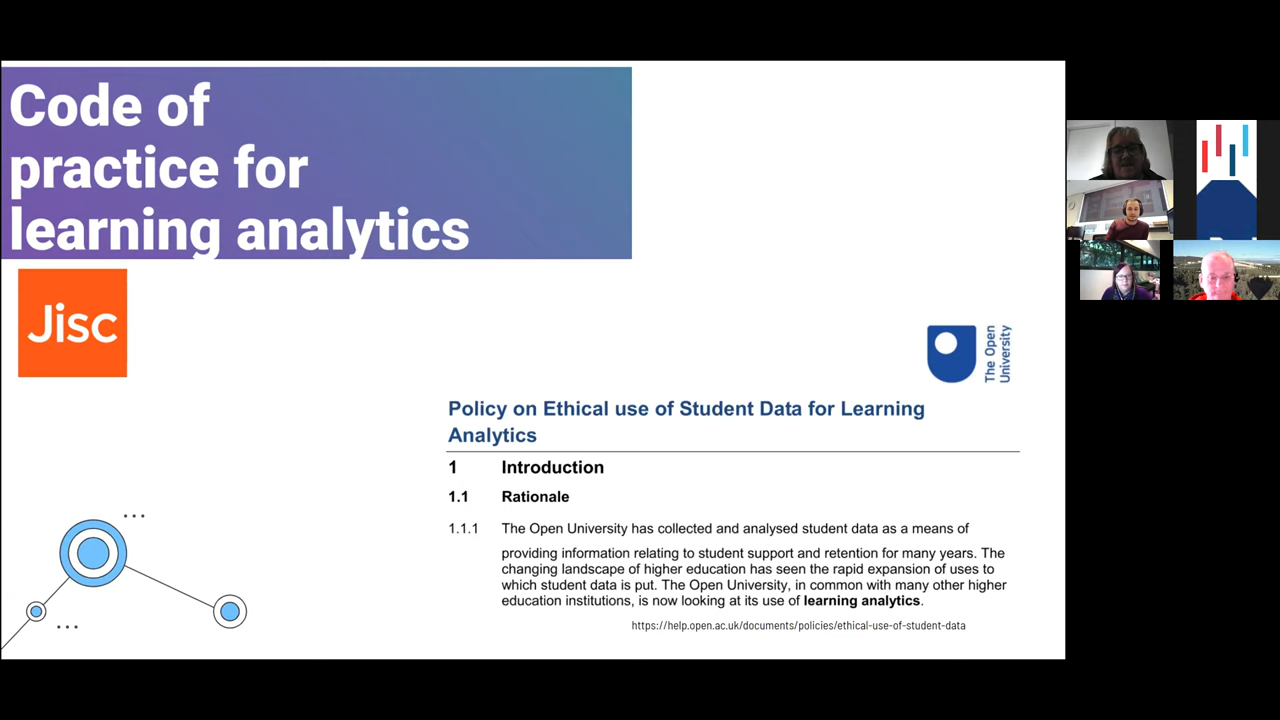 Code of
practice for
learning analytics
Jisc
The Open
University
Policy on Ethical use of Student Data for Learning
Analytics
1 Introduction
1.1 Rationale
1.1.1 The Open University has collected and analysed student data as a means of
providing information relating to student support and retention for many years. The
changing landscape of higher education has seen the rapid expansion of uses to
which student data is put. The Open University, in common with many other higher
education institutions, is now looking at its use of learning analytics.
https://help.open.ac.uk/documents/policies/ethical-use-of-student-data